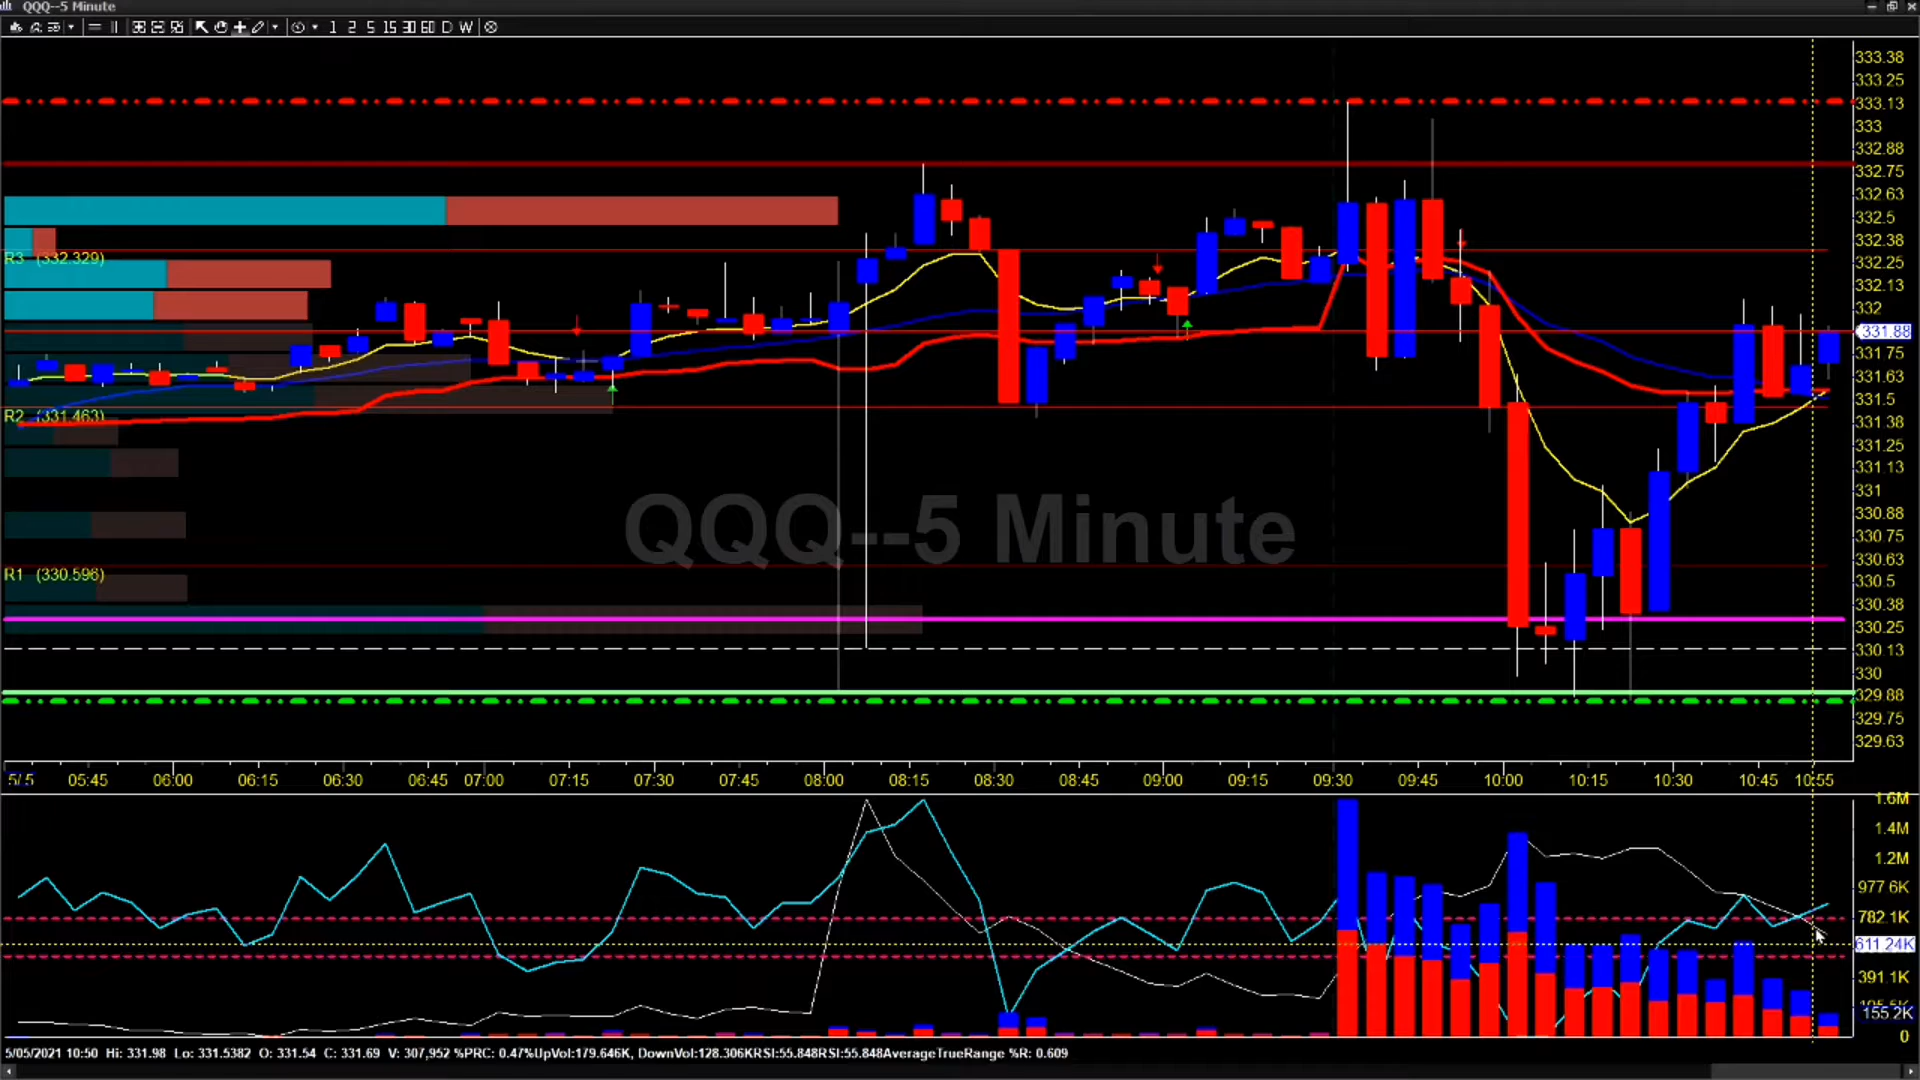 QQQ--5 Minute
1 2 5 15 30 60 D W
333.38
333.25
333.13
333
332.88
332.75
332.63
332.5
332.38
332.25
332.13
332
331.88
331.75
331.63
331.5
331.38
331.25
331.13
331
330.88
330.75
330.63
330.5
330.38
330.25
330.13
330
329.88
329.75
329.63
R3 (332.329)
R2 (331.463)
R1 (330.596)
QQQ--5 Minute
5/5 05:45 06:00 06:15 06:30 06:45 07:00 07:15 07:30 07:45 08:00 08:15 08:30 08:45 09:00 09:15 09:30 09:45 10:00 10:15 10:30 10:45 10:55
1.6M
1.4M
1.2M
977.6K
782.1K
611.24K
391.1K
155.2K
0
5/05/2021 10:50 Hi: 331.98 Lo: 331.5382 O: 331.54 C: 331.69 V: 307,952 %PRC: 0.47%UpVol:179.646K, DownVol:128.306KRSI:55.848RSI:55.848AverageTrueRange %R: 0.609